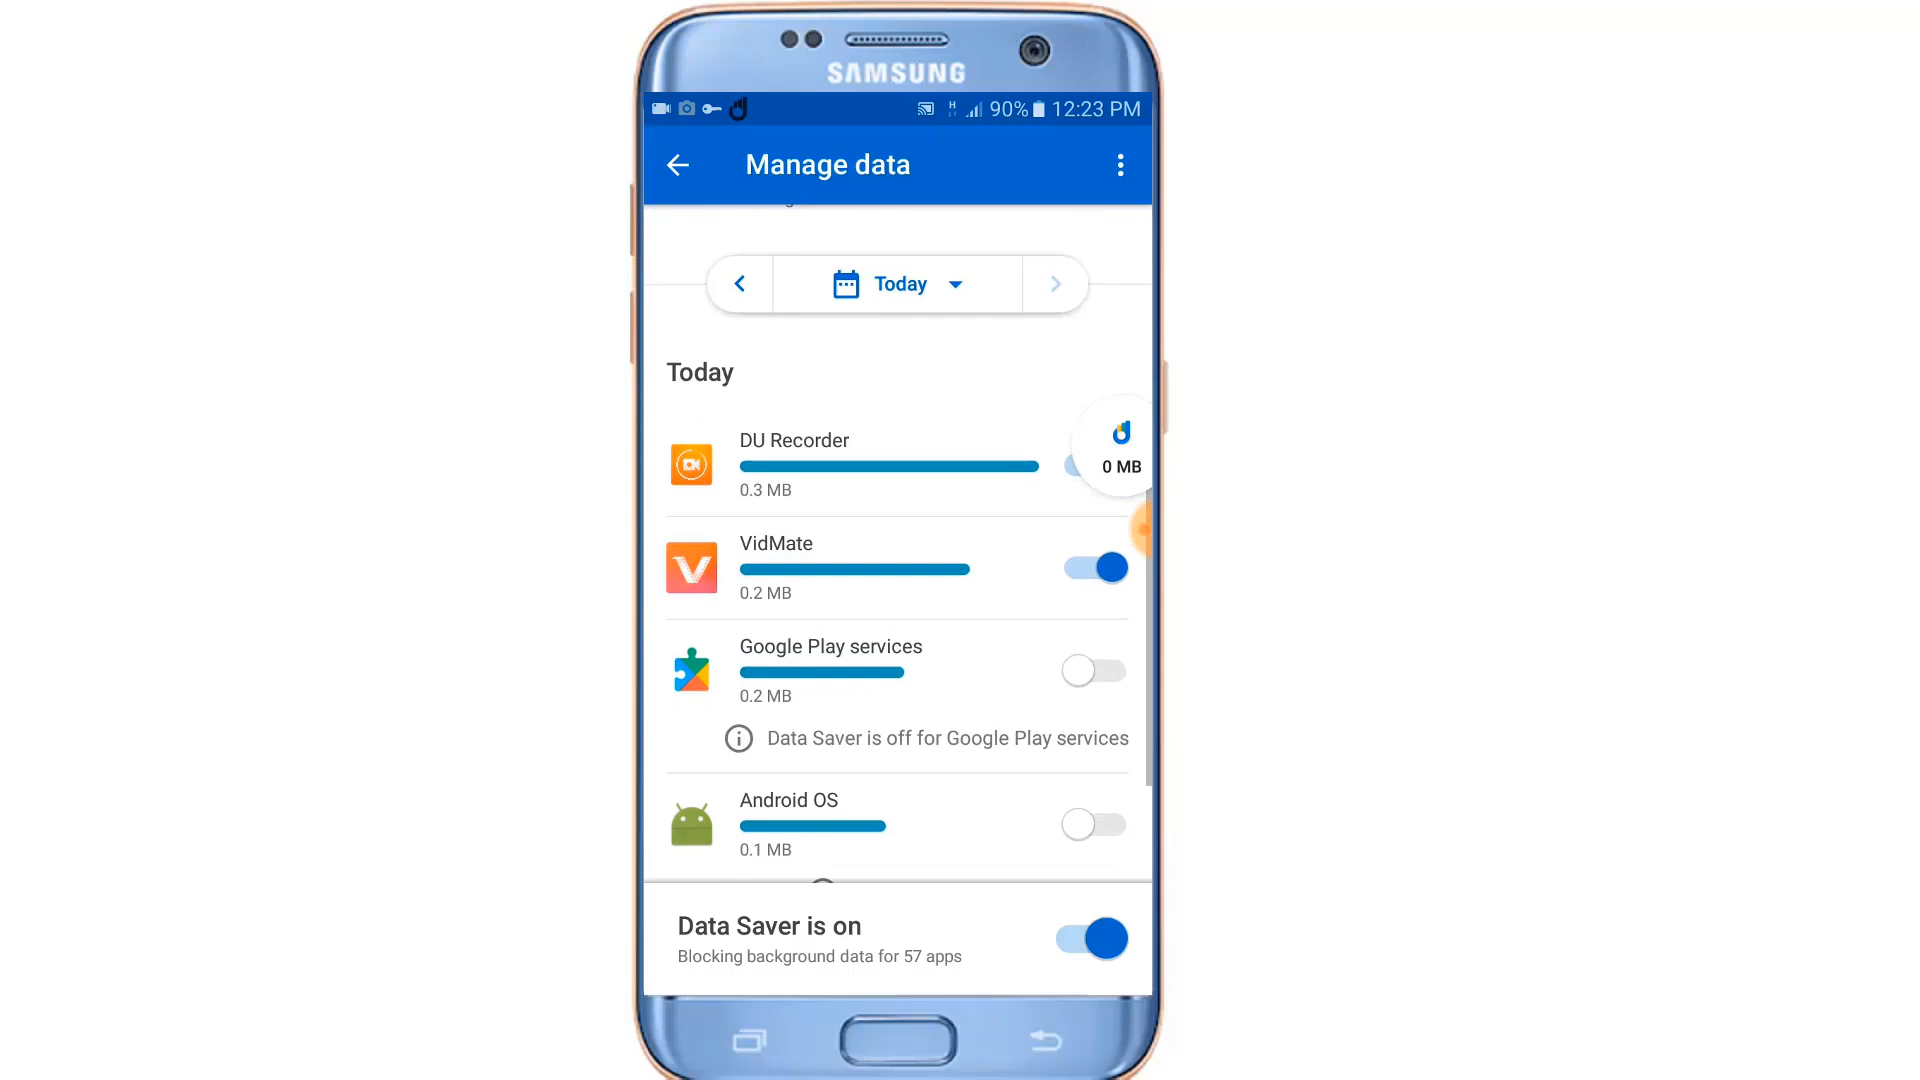 SAMSUNG
H 90% 12:23 PM
Manage data
Today
Today
DU Recorder
0.3 MB
0 MB
VidMate
0.2 MB
Google Play services
0.2 MB
Data Saver is off for Google Play services
Android OS
0.1 MB
Data Saver is on
Blocking background data for 57 apps